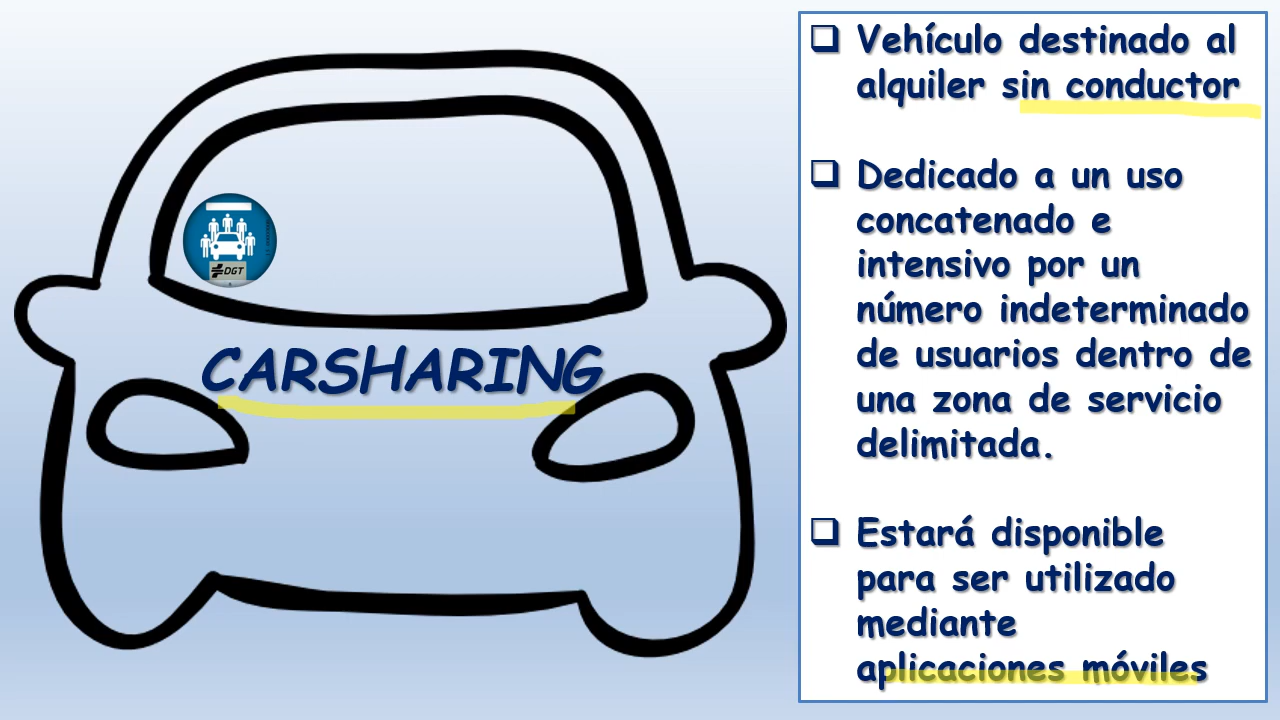 DGT
CARSHARING
❑ Vehículo destinado al
alquiler sin conductor
❑ Dedicado a un uso
concatenado e
intensivo por un
número indeterminado
de usuarios dentro de
una zona de servicio
delimitada.
❑ Estará disponible
para ser utilizado
mediante
aplicaciones móviles